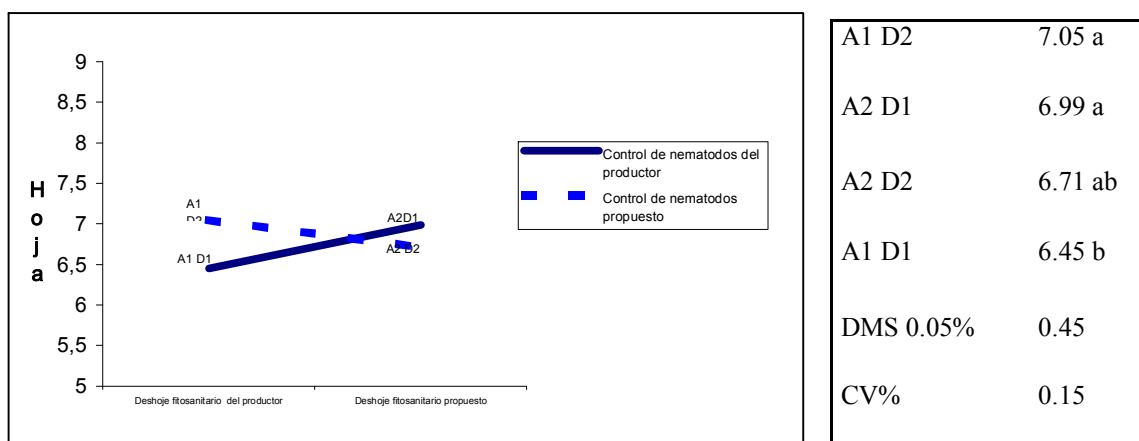 9
8,5
8
7,5
7
6,5
6
5,5
5
Hoja
A1
D2
A1 D1
A2D1
A2 D2
Deshoje fitosanitario del productor
Deshoje fitosanitario propuesto
Control de nematodos del
productor
Control de nematodos
propuesto
A1 D2 7.05 a
A2 D1 6.99 a
A2 D2 6.71 ab
A1 D1 6.45 b
DMS 0.05% 0.45
CV% 0.15